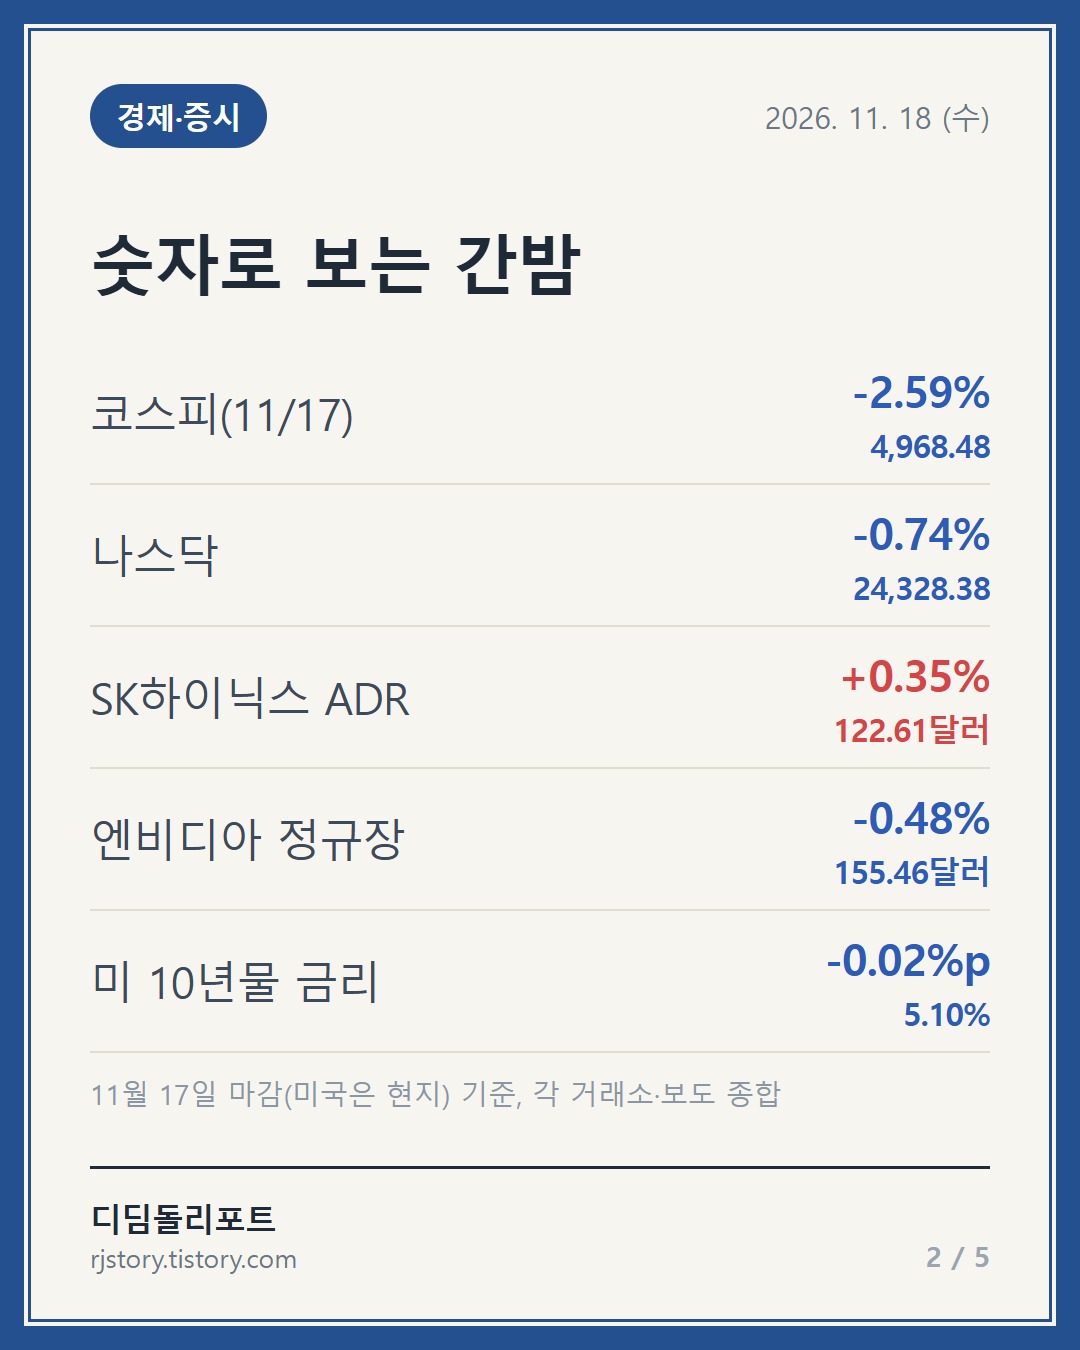 경제·증시
2026. 11. 18 (수)
숫자로 보는 간밤
코스피(11/17)
-2.59%
4,968.48
나스닥
-0.74%
24,328.38
SK하이닉스 ADR
+0.35%
122.61달러
엔비디아 정규장
-0.48%
155.46달러
미 10년물 금리
-0.02%p
5.10%
11월 17일 마감(미국은 현지) 기준, 각 거래소·보도 종합
디딤돌리포트
rjstory.tistory.com
2 / 5